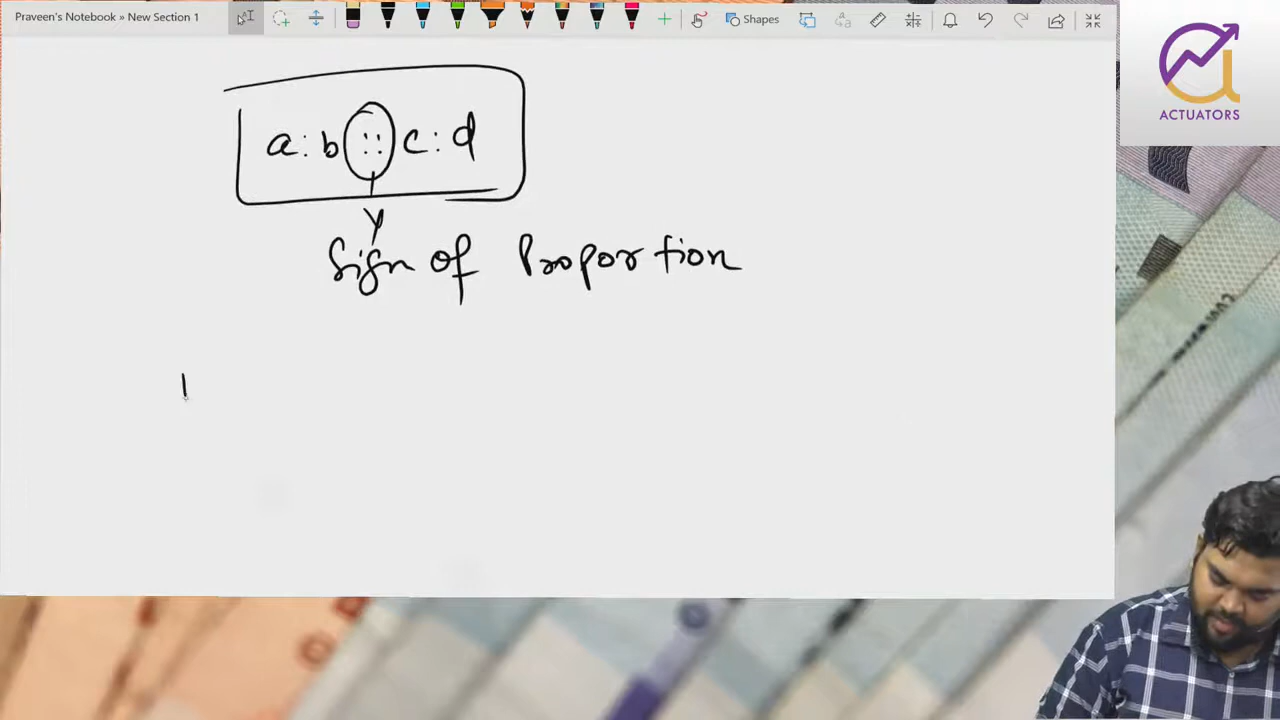 Praveen's Notebook » New Section 1
Shapes
ACTUATORS
a:b :: c:d
Sign of Proportion